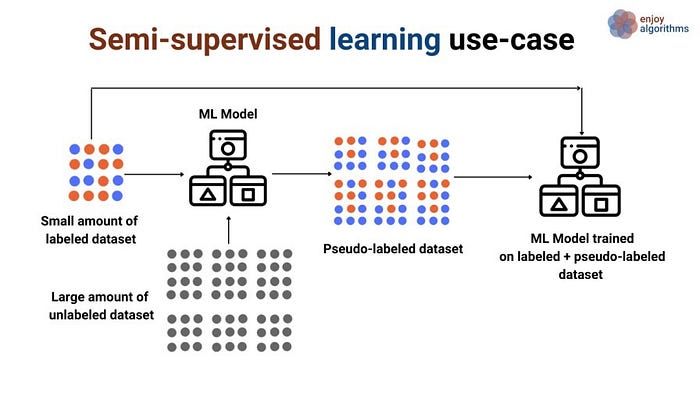 enjoy
algorithms
Semi-supervised learning use-case
ML Model
Small amount of
labeled dataset
Pseudo-labeled dataset
ML Model trained
on labeled + pseudo-labeled
dataset
Large amount of
unlabeled dataset